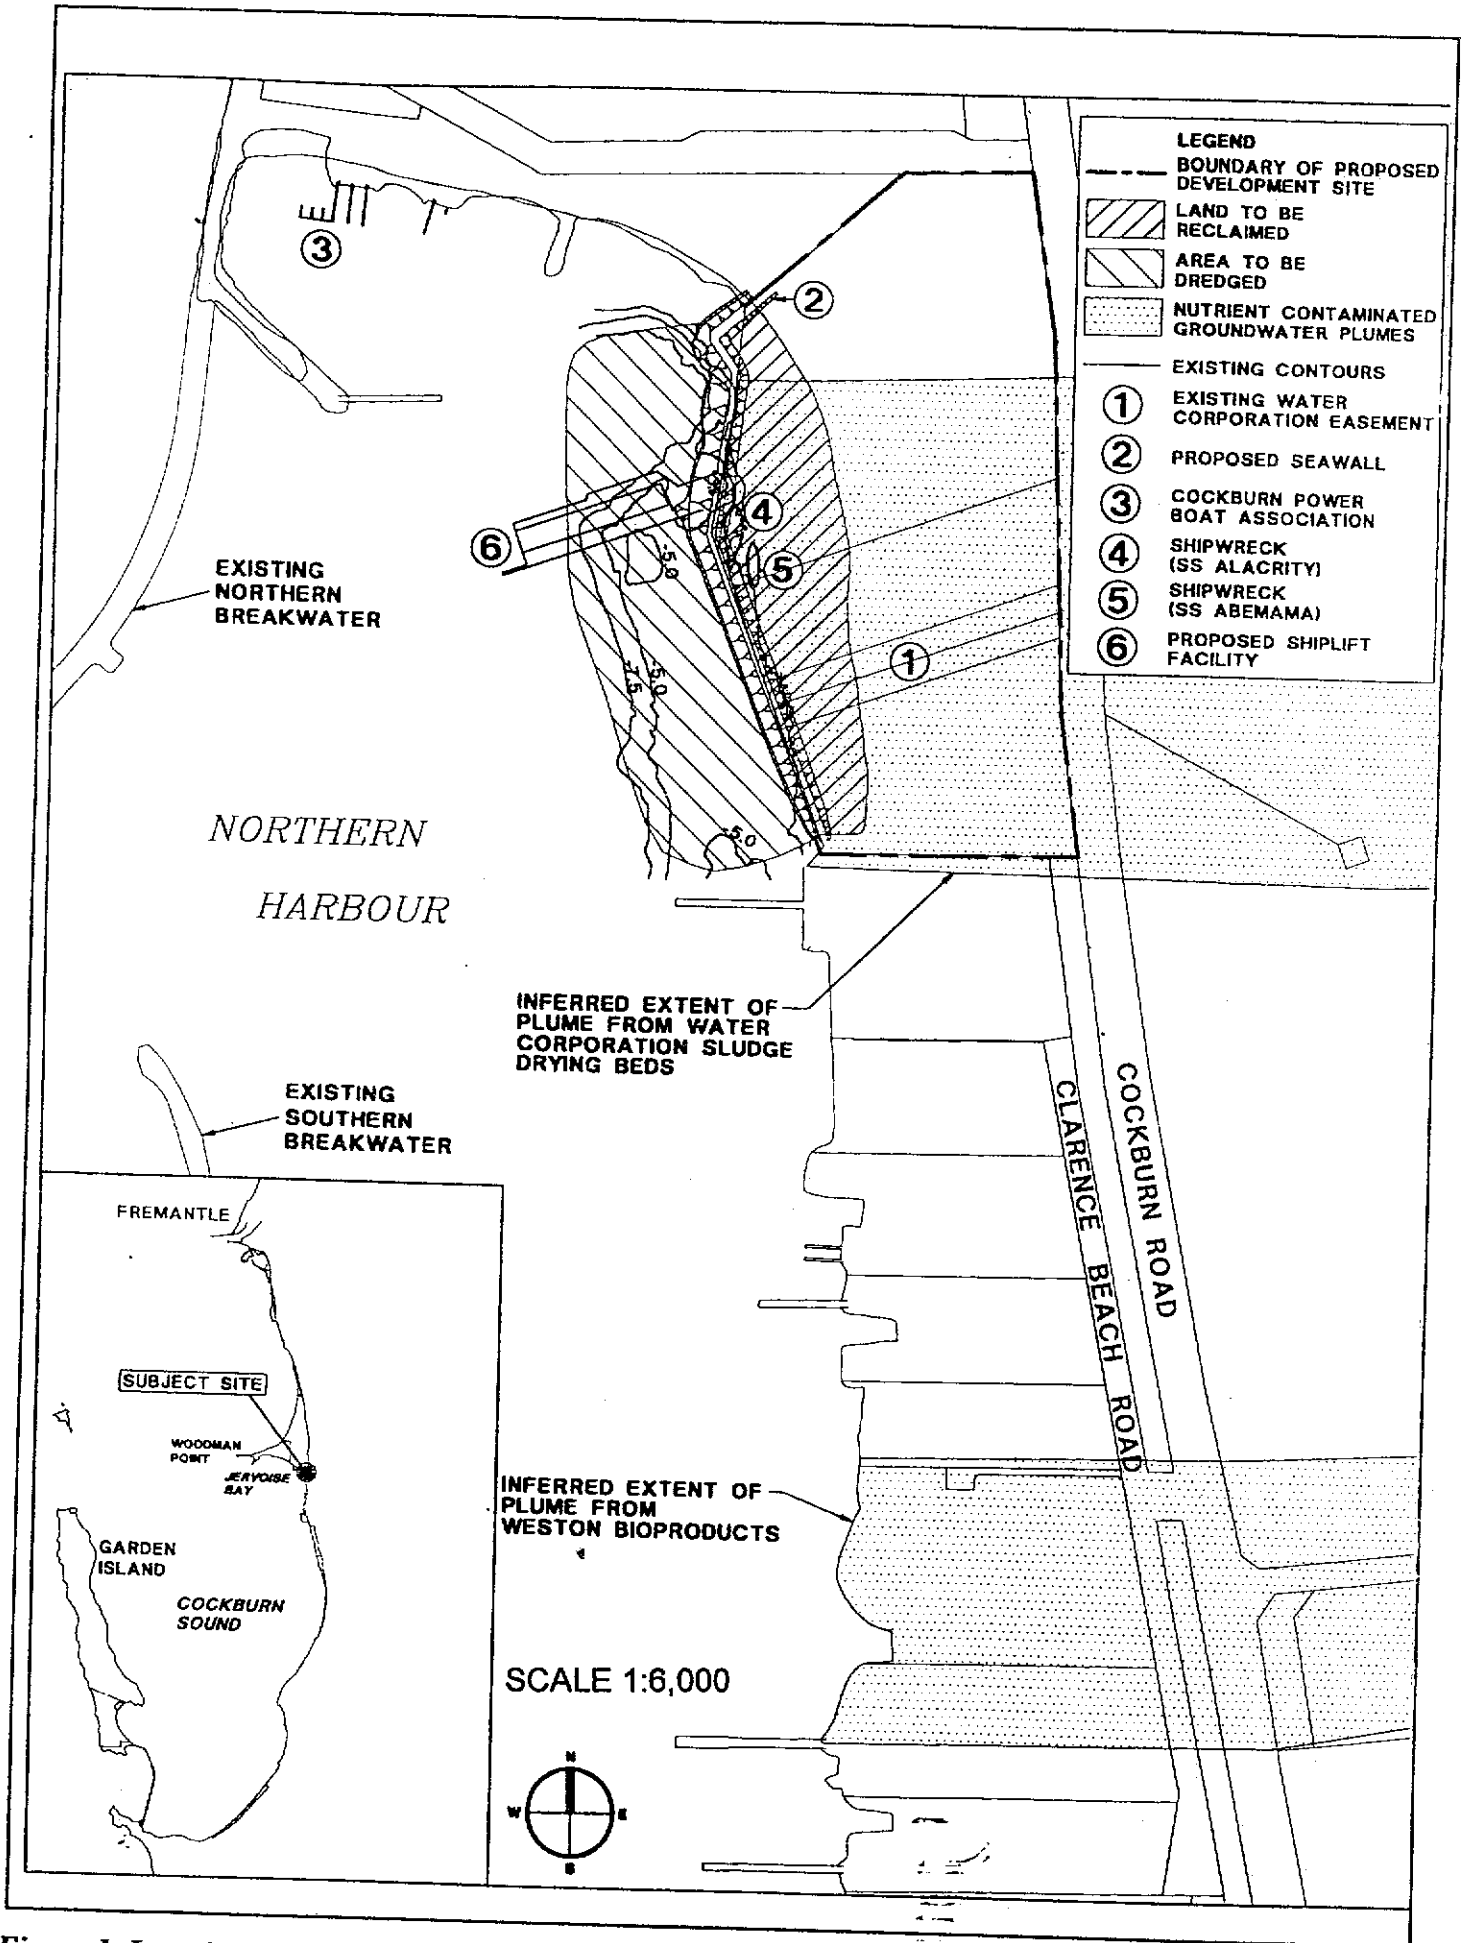 LEGEND
BOUNDARY OF PROPOSED
DEVELOPMENT SITE
LAND TO BE
RECLAIMED
AREA TO BE
DREDGED
NUTRIENT CONTAMINATED
GROUNDWATER PLUMES
EXISTING CONTOURS
1 EXISTING WATER
CORPORATION EASEMENT
2 PROPOSED SEAWALL
3 COCKBURN POWER
BOAT ASSOCIATION
4 SHIPWRECK
(SS ALACRITY)
5 SHIPWRECK
(SS ABEMAMA)
6 PROPOSED SHIPLIFT
FACILITY
3
2
4
6
5
1
-5.0
-7.5
-5.0
-5.0
EXISTING
NORTHERN
BREAKWATER
NORTHERN
HARBOUR
INFERRED EXTENT OF
PLUME FROM WATER
CORPORATION SLUDGE
DRYING BEDS
EXISTING
SOUTHERN
BREAKWATER
CLARENCE BEACH ROAD
COCKBURN ROAD
FREMANTLE
SUBJECT SITE
WOODMAN
POINT
JERVOISE
BAY
GARDEN
ISLAND
COCKBURN
SOUND
INFERRED EXTENT OF
PLUME FROM
WESTON BIOPRODUCTS
SCALE 1:6,000
N
W
E
S